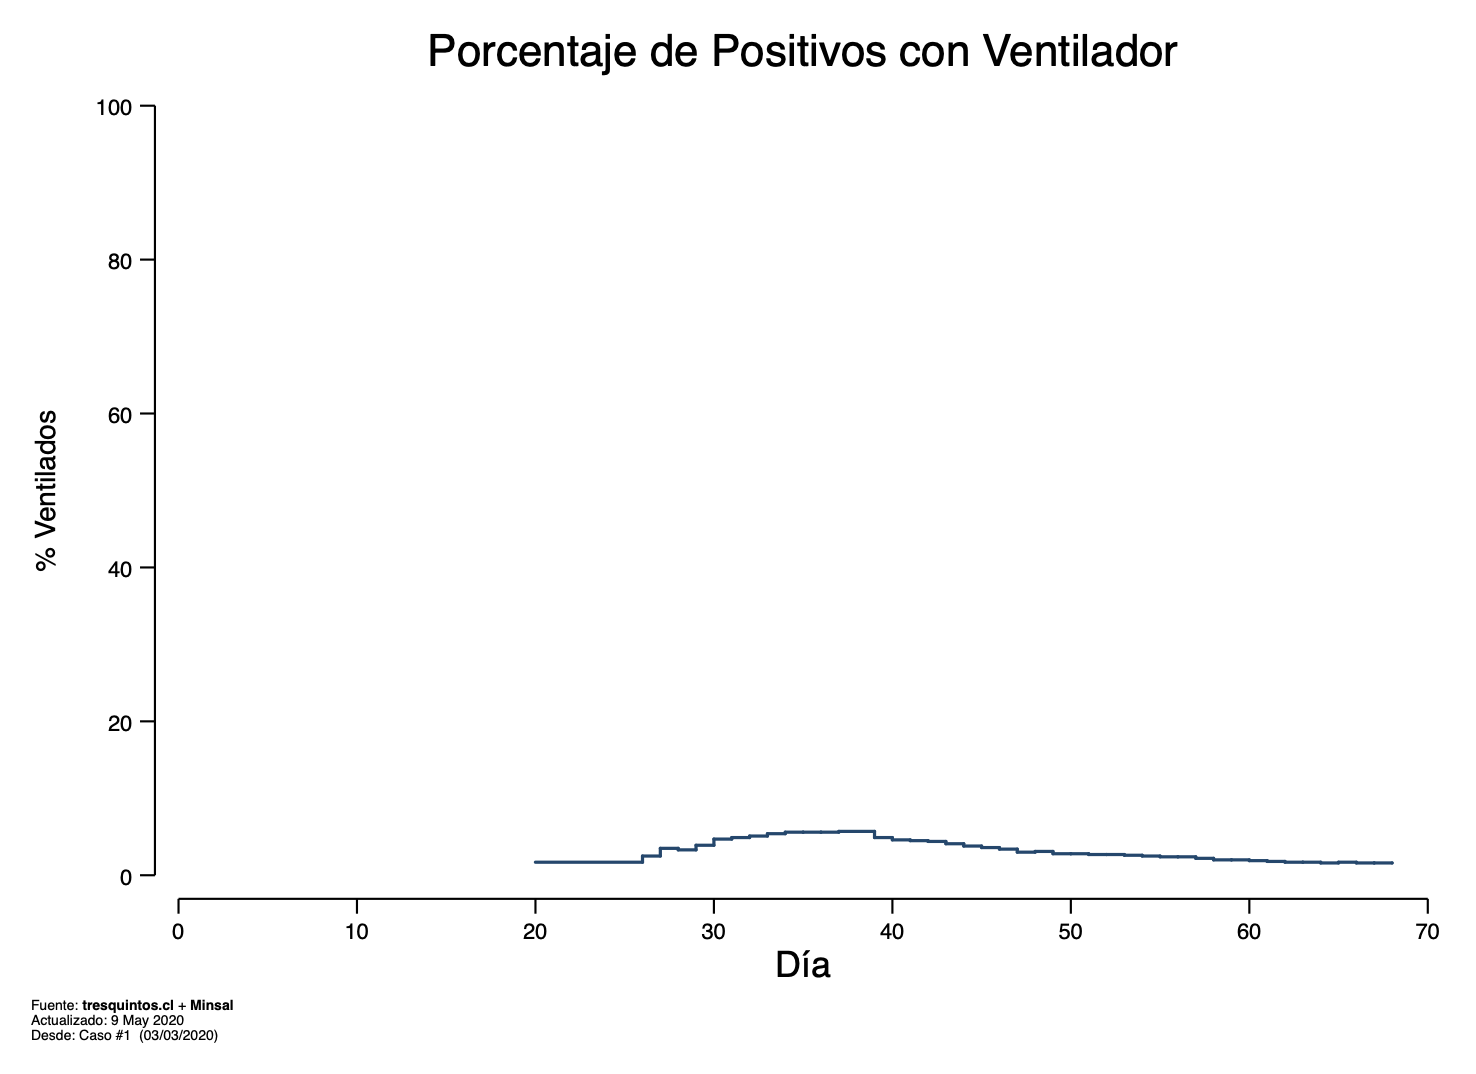 Porcentaje de Positivos con Ventilador
100
80
60
40
20
0
% Ventilados
0 10 20 30 40 50 60 70
Día
Fuente: tresquintos.cl + Minsal
Actualizado: 9 May 2020
Desde: Caso #1 (03/03/2020)